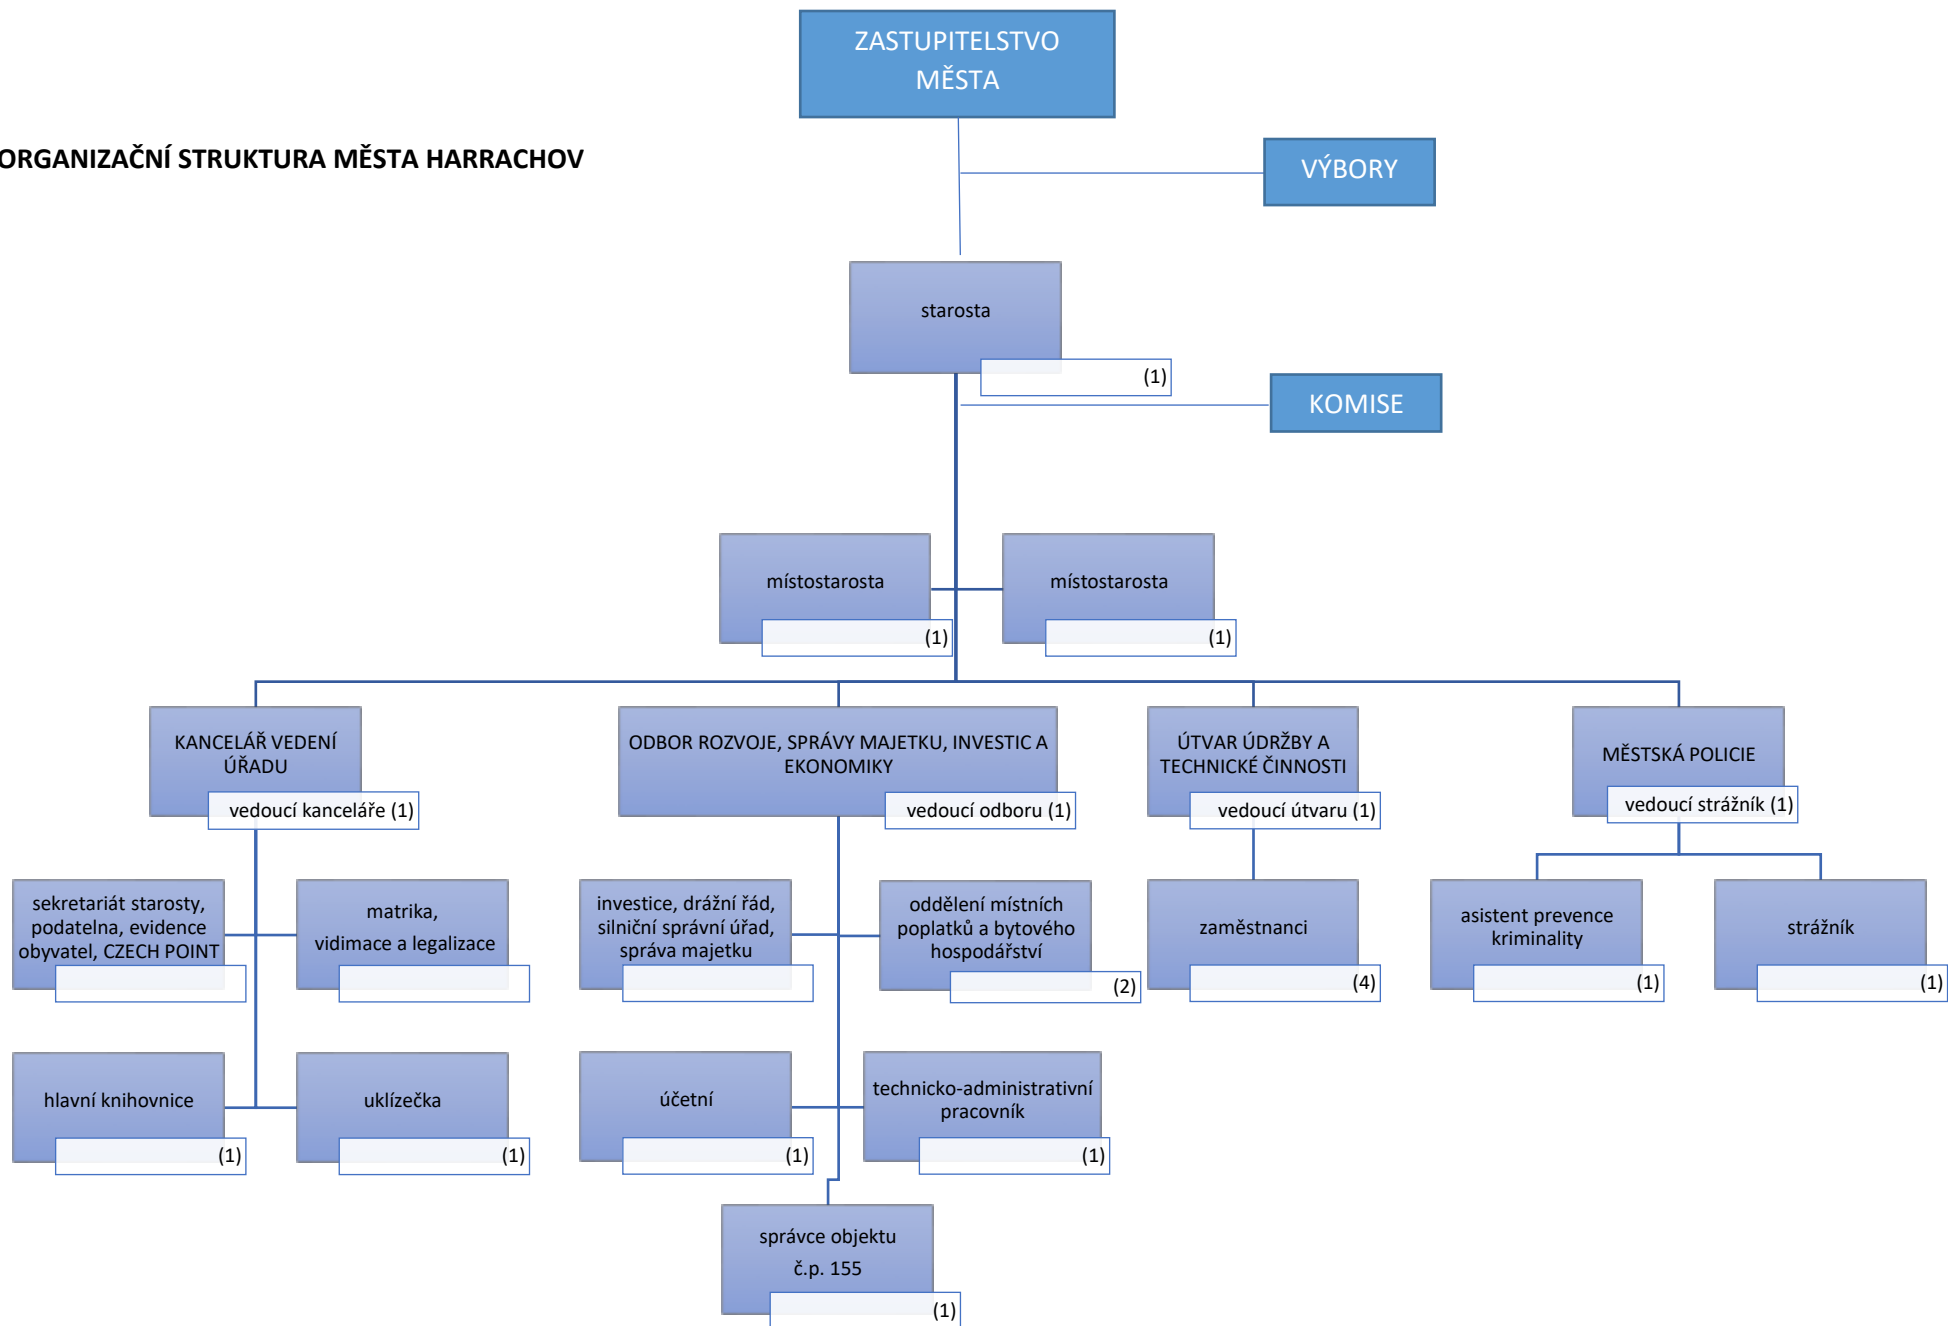 ZASTUPITELSTVO
MĚSTA
ORGANIZAČNÍ STRUKTURA MĚSTA HARRACHOV
VÝBORY
starosta
(1)
KOMISE
místostarosta
(1)
místostarosta
(1)
KANCELÁŘ VEDENÍ
ÚŘADU
vedoucí kanceláře (1)
ODBOR ROZVOJE, SPRÁVY MAJETKU, INVESTIC A
EKONOMIKY
vedoucí odboru (1)
ÚTVAR ÚDRŽBY A
TECHNICKÉ ČINNOSTI
vedoucí útvaru (1)
MĚSTSKÁ POLICIE
vedoucí strážník (1)
sekretariát starosty,
podatelna, evidence
obyvatel, CZECH POINT
matrika,
vidimace a legalizace
investice, drážní řád,
silniční správní úřad,
správa majetku
oddělení místních
poplatků a bytového
hospodářství
(2)
zaměstnanci
(4)
asistent prevence
kriminality
(1)
strážník
(1)
hlavní knihovnice
(1)
uklízečka
(1)
účetní
(1)
technicko-administrativní
pracovník
(1)
správce objektu
č.p. 155
(1)